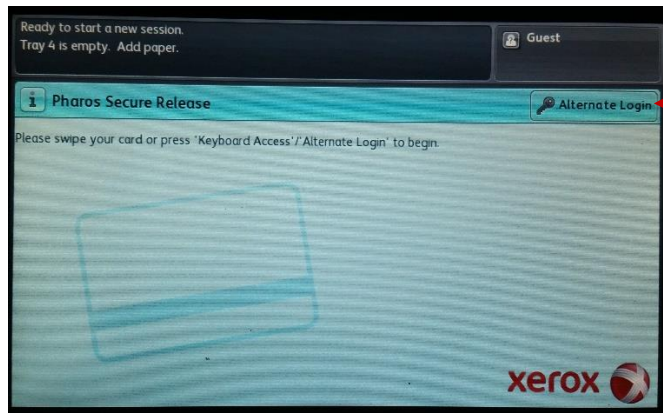 Ready to start a new session.
Tray 4 is empty. Add paper.
Guest
Pharos Secure Release
Alternate Login
Please swipe your card or press 'Keyboard Access'/'Alternate Login' to begin.
xerox